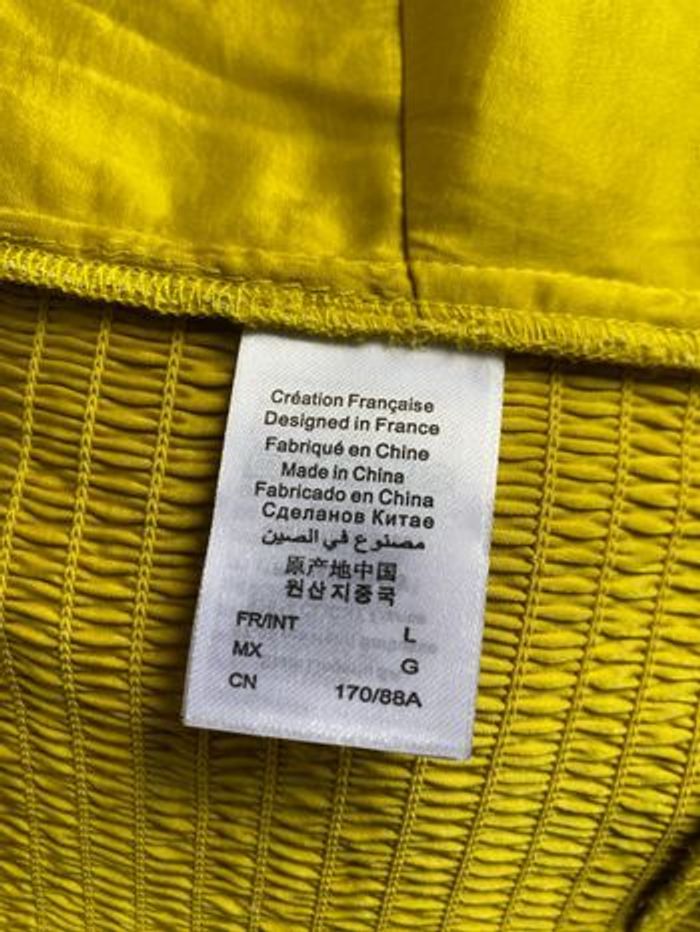 Création Française
Designed in France
Fabriqué en Chine
Made in China
Fabricado en China
Сделанов Китае
مصنوع في الصين
原产地中国
원산지중국
FR/INT L
MX G
CN 170/88A